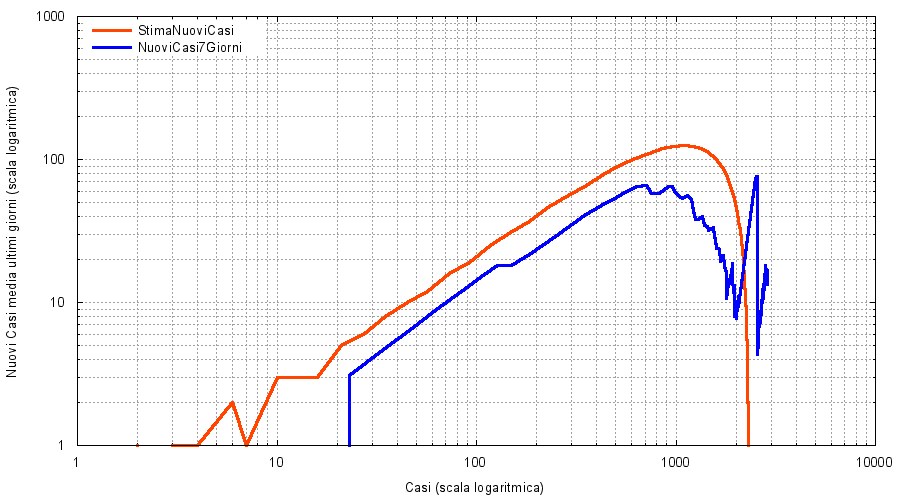 1000
StimaNuoviCasi
NuoviCasi7Giorni
100
Nuovi Casi media ultimi giorni (scala logaritmica)
10
1
1
10
100
1000
10000
Casi (scala logaritmica)